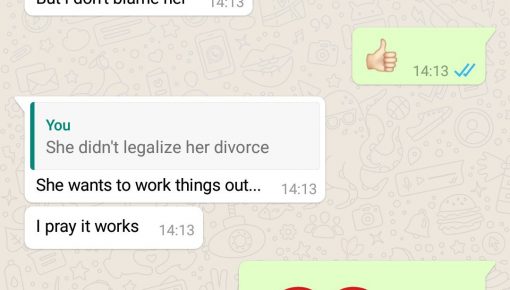 But I don't blame her
14:13
👍🏻
14:13
You
She didn't legalize her divorce
She wants to work things out...
14:13
I pray it works
14:13